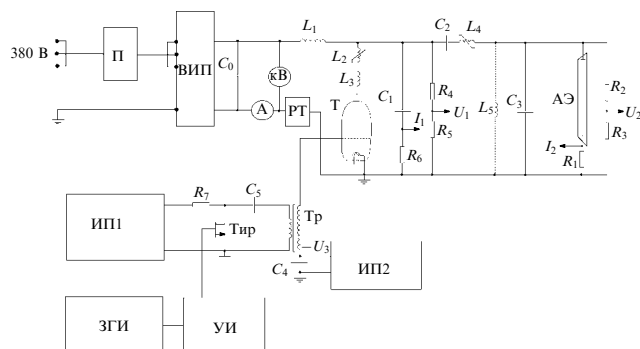 380 В
П
ВИП
C0
кВ
А
РТ
L1
L2
L3
Т
C1
I1
R6
R4
U1
R5
C2
L4
L5
C3
АЭ
I2
R1
R2
U2
R3
ИП1
R7
C5
Тир
Тр
U3
C4
ИП2
ЗГИ
УИ